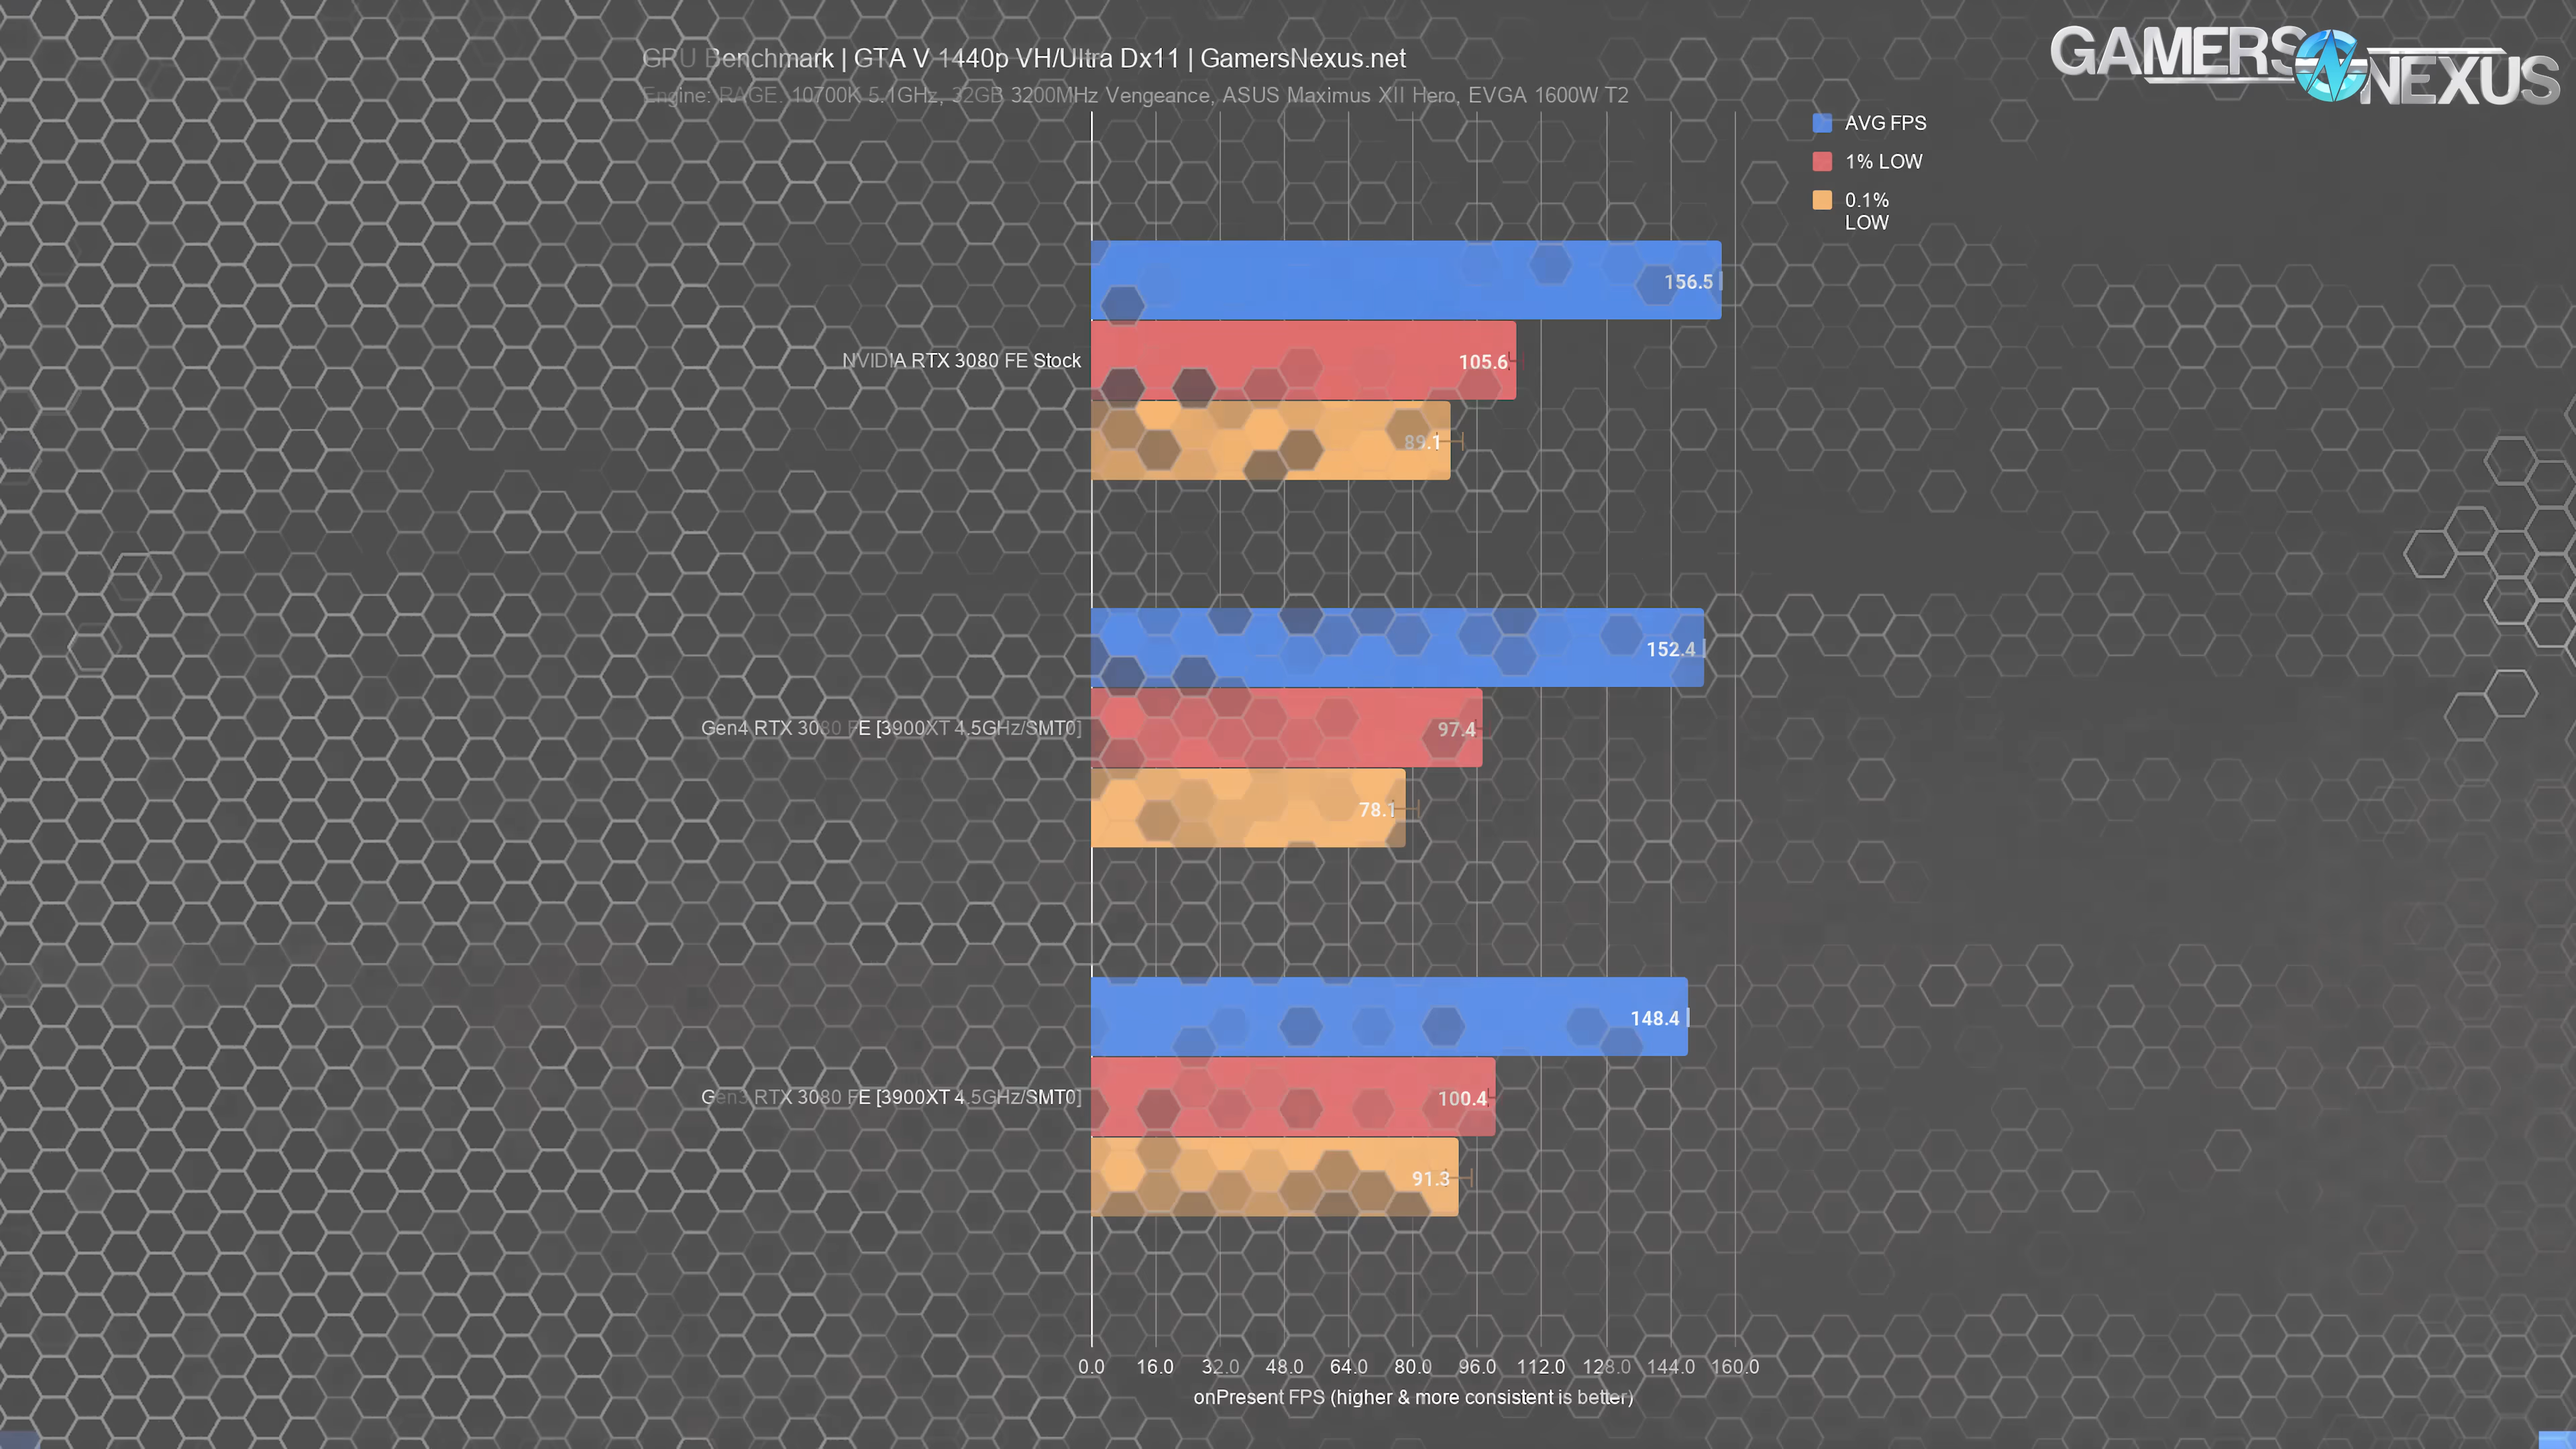 GAMERS NEXUS
GPU Benchmark | GTA V 1440p VH/Ultra Dx11 | GamersNexus.net
Engine: RAGE. 10700K 5.1GHz, 32GB 3200MHz Vengeance, ASUS Maximus XII Hero, EVGA 1600W T2
AVG FPS
1% LOW
0.1%
LOW
156.5
NVIDIA RTX 3080 FE Stock
105.6
89.1
152.4
Gen4 RTX 3080 FE [3900XT 4.5GHz/SMT0]
97.4
78.1
148.4
Gen3 RTX 3080 FE [3900XT 4.5GHz/SMT0]
100.4
91.3
0.0 16.0 32.0 48.0 64.0 80.0 96.0 112.0 128.0 144.0 160.0
onPresent FPS (higher & more consistent is better)